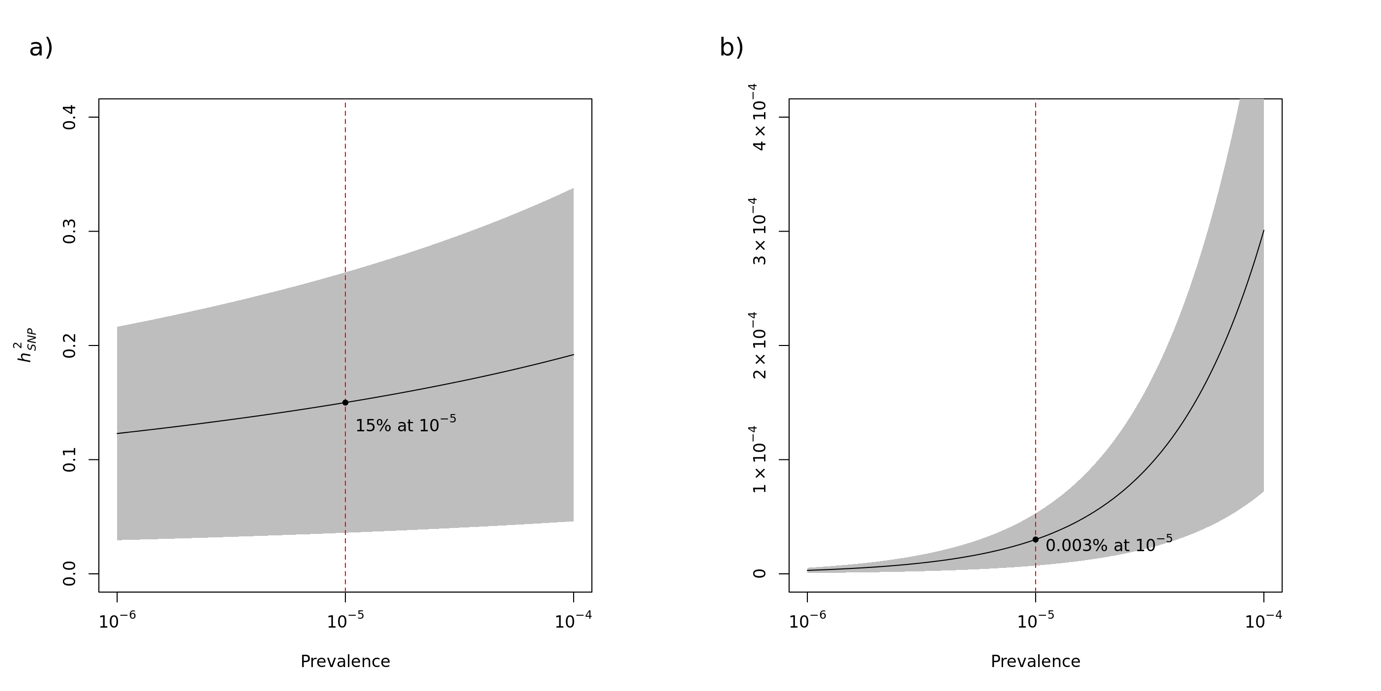 a)
0.4
0.3
0.2
0.1
0.0
h²SNP
15% at 10⁻⁵
10⁻⁶ 10⁻⁵ 10⁻⁴
Prevalence
b)
4×10⁻⁴
3×10⁻⁴
2×10⁻⁴
1×10⁻⁴
0
0.003% at 10⁻⁵
10⁻⁶ 10⁻⁵ 10⁻⁴
Prevalence